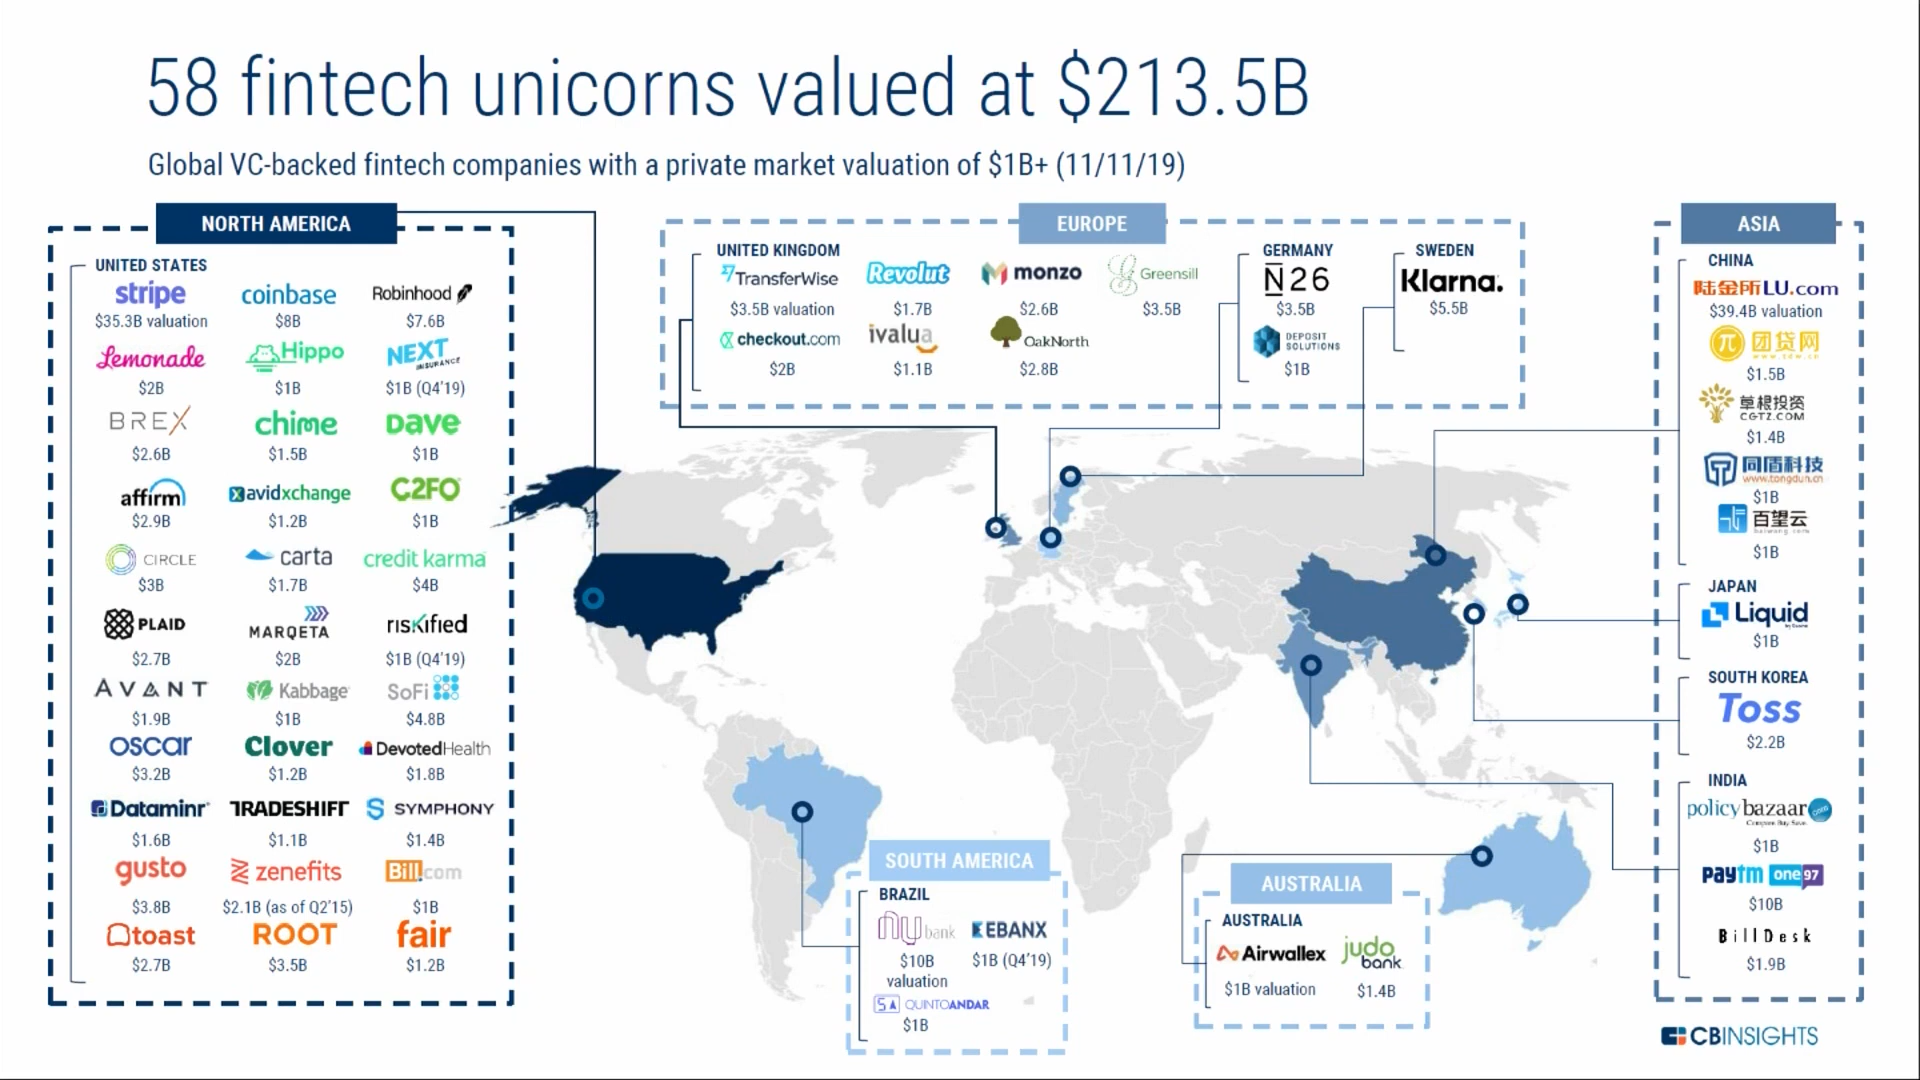 58 fintech unicorns valued at $213.5B
Global VC-backed fintech companies with a private market valuation of $1B+ (11/11/19)
NORTH AMERICA
UNITED STATES
stripe coinbase Robinhood
$35.3B valuation $8B $7.6B
Lemonade Hippo NEXT INSURANCE
$2B $1B $1B (Q4'19)
BREX chime Dave
$2.6B $1.5B $1B
affirm avidxchange C2FO
$2.9B $1.2B $1B
CIRCLE carta credit karma
$3B $1.7B $4B
PLAID MARQETA riskified
$2.7B $2B $1B (Q4'19)
AVANT Kabbage SoFi
$1.9B $1B $4.8B
oscar Clover DevotedHealth
$3.2B $1.2B $1.8B
Dataminr TRADESHIFT SYMPHONY
$1.6B $1.1B $1.4B
gusto zenefits Bill.com
$3.8B $2.1B (as of Q2'15) $1B
toast ROOT fair
$2.7B $3.5B $1.2B
EUROPE
UNITED KINGDOM
TransferWise Revolut monzo Greensill
$3.5B valuation $1.7B $2.6B $3.5B
checkout.com ivalua OakNorth
$2B $1.1B $2.8B
GERMANY
N26
$3.5B
DEPOSIT
SOLUTIONS
$1B
SWEDEN
Klarna.
$5.5B
ASIA
CHINA
陆金所LU.com
$39.4B valuation
团贷网
www.tdw.cn
$1.5B
草根投资
CGTZ.COM
$1.4B
同盾科技
www.tongdun.cn
$1B
百望云
baiwang.com
$1B
JAPAN
Liquid
$1B
SOUTH KOREA
Toss
$2.2B
INDIA
policybazaar
Compare. Buy. Save.
$1B
paytm one97
$10B
BillDesk
$1.9B
SOUTH AMERICA
BRAZIL
nubank EBANX
$10B $1B (Q4'19)
valuation
5A QUINTOANDAR
$1B
AUSTRALIA
AUSTRALIA
Airwallex judo bank
$1B valuation $1.4B
CBINSIGHTS